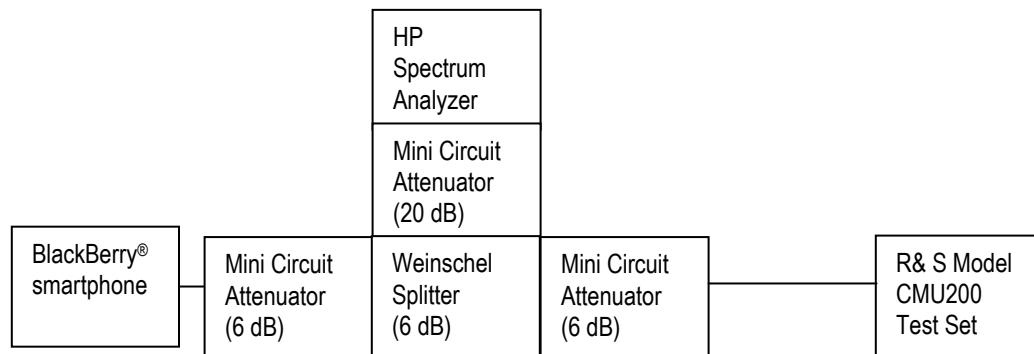 HP
Spectrum
Analyzer
Mini Circuit
Attenuator
(20 dB)
BlackBerry®
smartphone
Mini Circuit
Attenuator
(6 dB)
Weinschel
Splitter
(6 dB)
Mini Circuit
Attenuator
(6 dB)
R& S Model
CMU200
Test Set